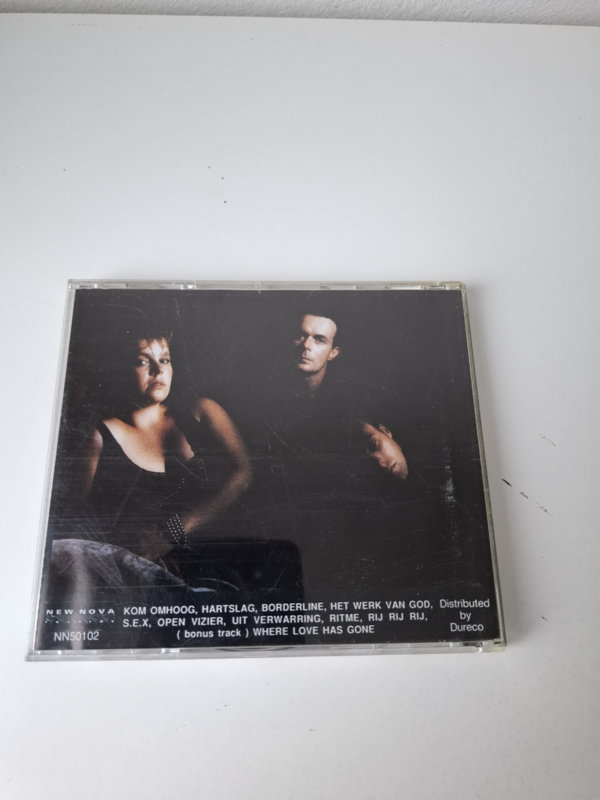 NEW NOVA
KOM OMHOOG, HARTSLAG, BORDERLINE, HET WERK VAN GOD,
S.E.X, OPEN VIZIER, UIT VERWARRING, RITME, RIJ RIJ RIJ,
( bonus track ) WHERE LOVE HAS GONE
NN50102
Distributed
by
Dureco